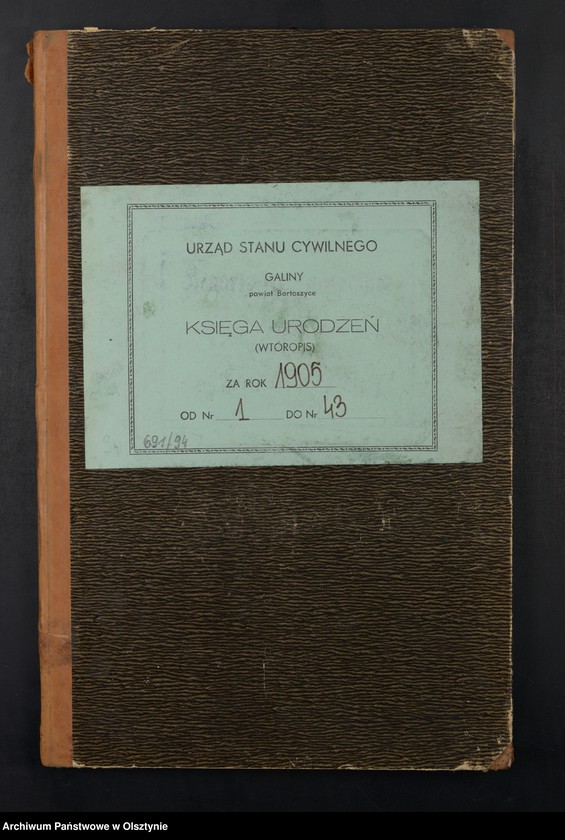 URZĄD STANU CYWILNEGO
GALINY
powiat Bartoszyce
KSIĘGA URODZEŃ
(WTÓROPIS)
ZA ROK 1905
OD Nr 1 DO Nr 43
691/94
Archiwum Państwowe w Olsztynie